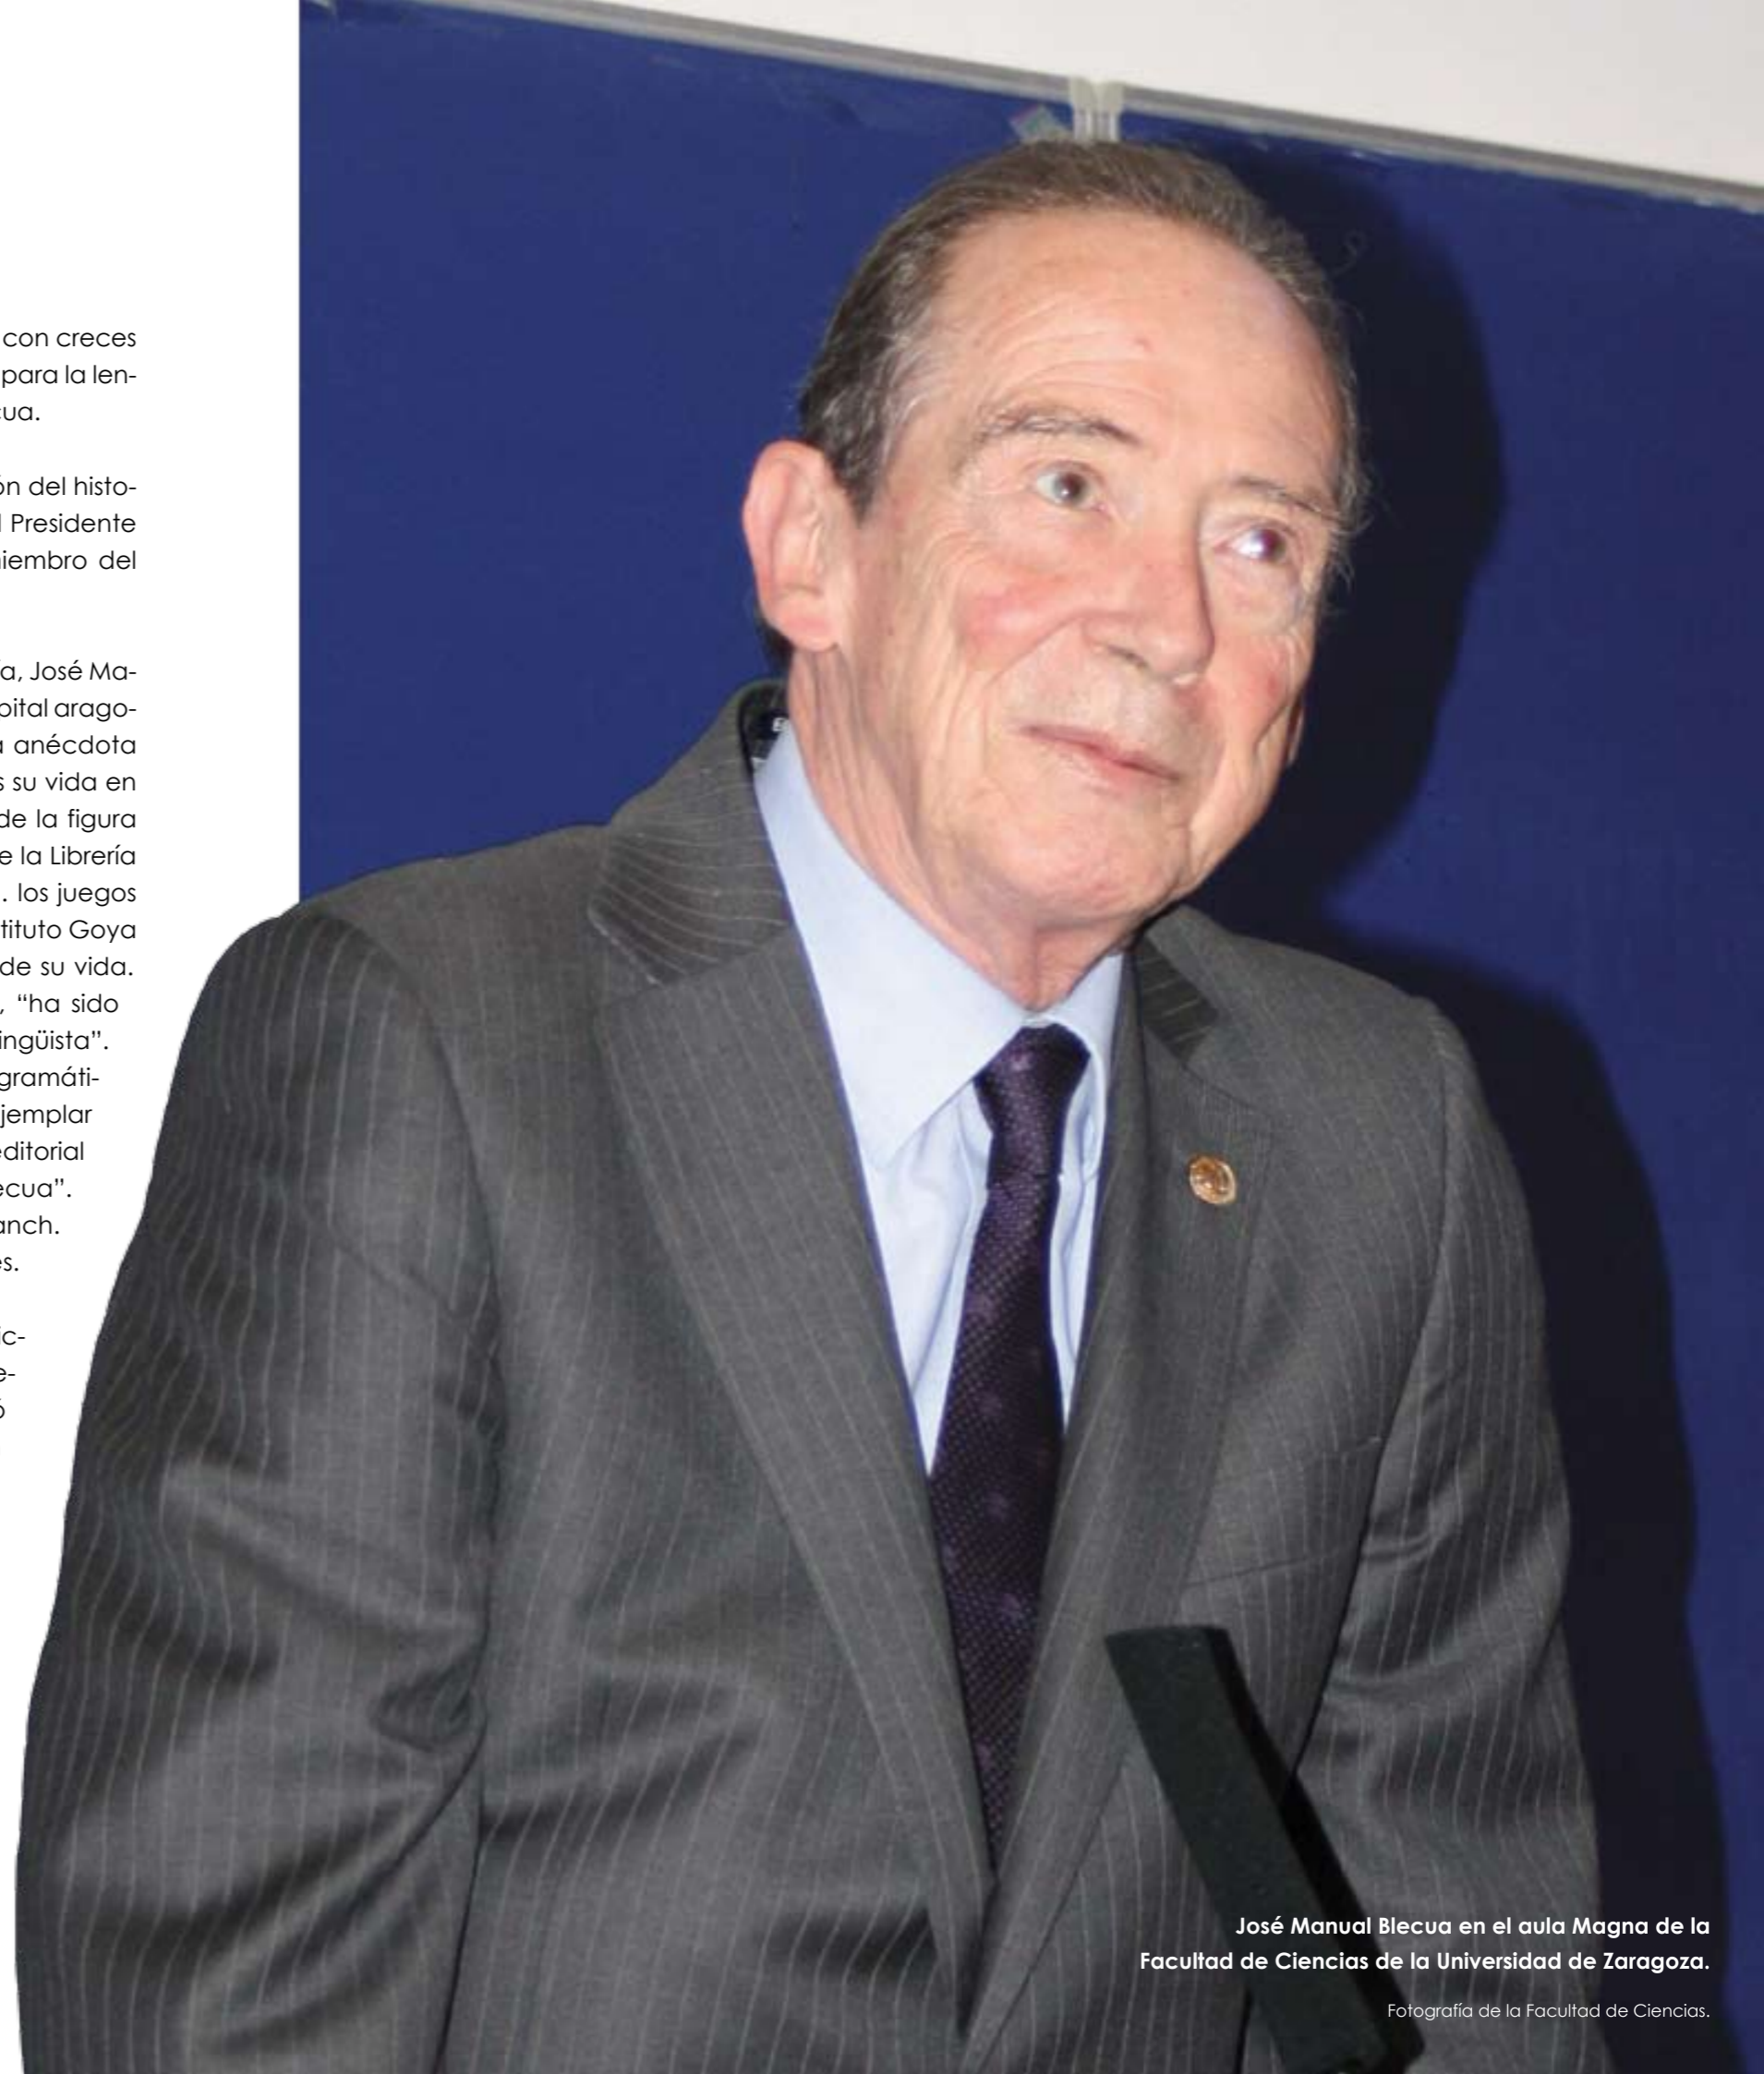 con creces
para la len-
cua.
ón del histo-
Presidente
iembro del
ía, José Ma-
pital arago-
a anécdota
s su vida en
de la figura
e la Librería
. los juegos
tituto Goya
de su vida.
, “ha sido
ingüista”.
gramáti-
jemplar
editorial
ecua”.
anch.
es.
ic-
e-
ó
José Manual Blecua en el aula Magna de la
Facultad de Ciencias de la Universidad de Zaragoza.
Fotografía de la Facultad de Ciencias.